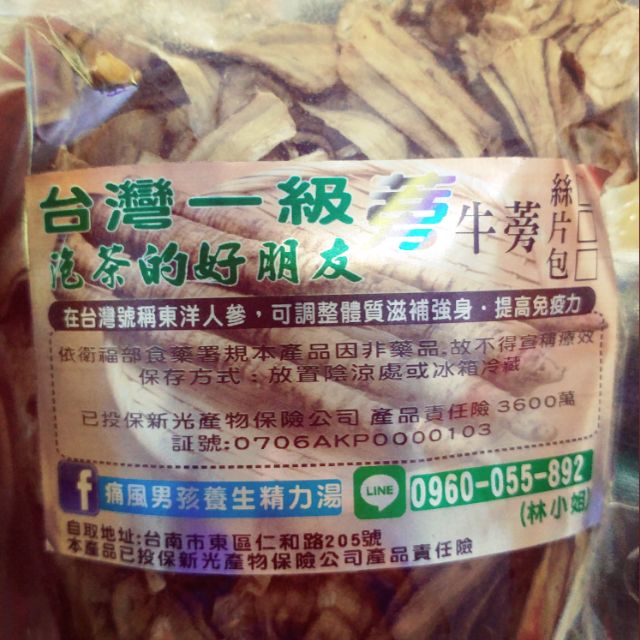 台灣一級蒡
泡茶的好朋友
牛蒡
絲
片
包
在台灣號稱東洋人參，可調整體質滋補強身．提高免疫力
依衛福部食藥署規本產品因非藥品.故不得宣稱療效
保存方式：放置陰涼處或冰箱冷藏
已投保新光產物保險公司 產品責任險 3600萬
証號:0706AKP0000103
f 痛風男孩養生精力湯
LINE 0960-055-892
(林小姐)
自取地址:台南市東區仁和路205號
本產品已投保新光產物保險公司產品責任險